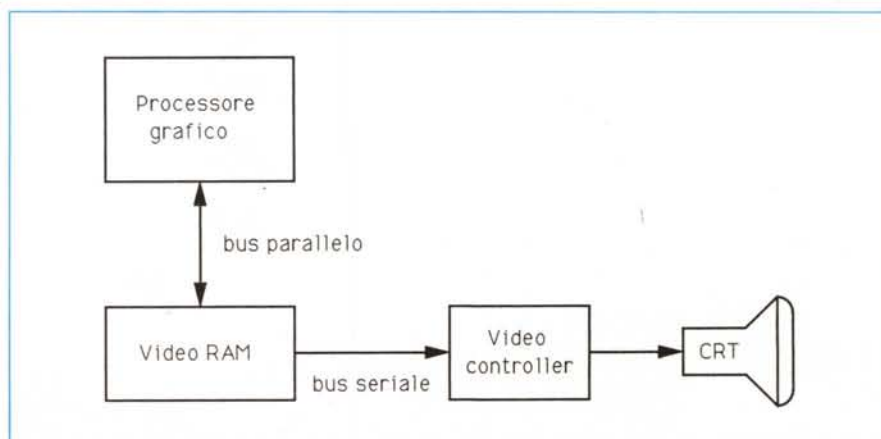 Processore
grafico
bus parallelo
Video RAM
bus seriale
Video
controller
CRT